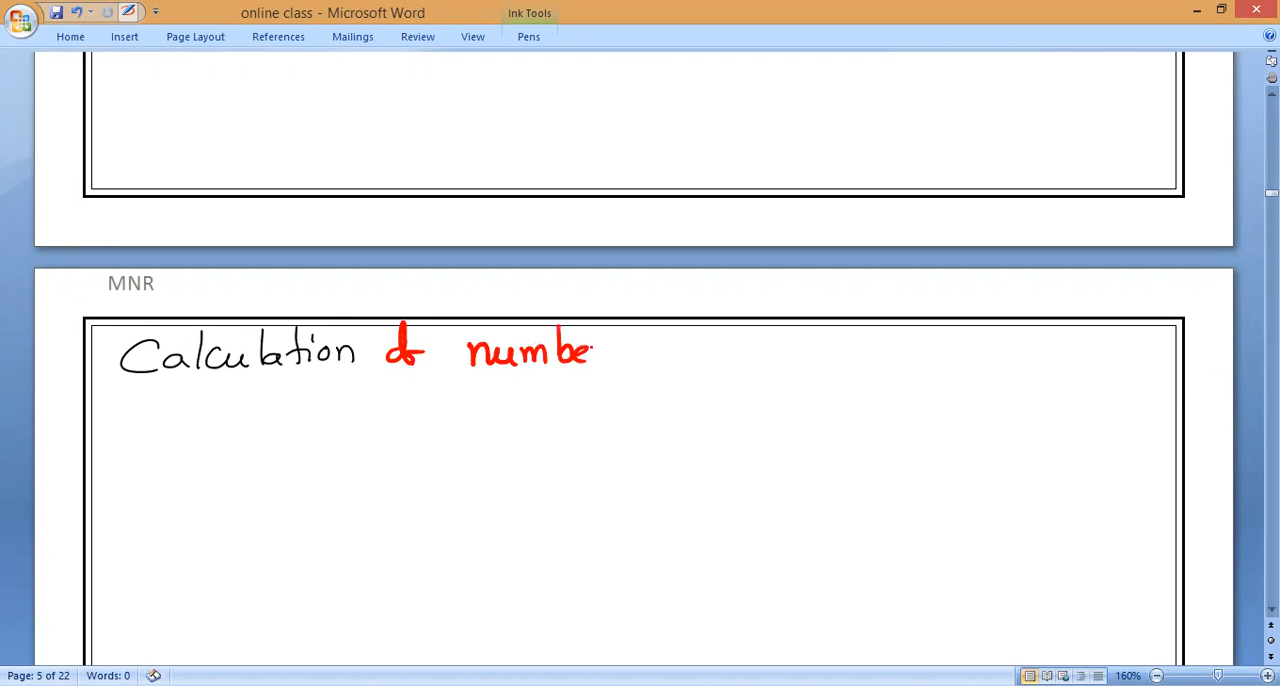 online class - Microsoft Word
Ink Tools
Home Insert Page Layout References Mailings Review View Pens
MNR
Calculation of numbe
Page: 5 of 22 Words: 0 160%